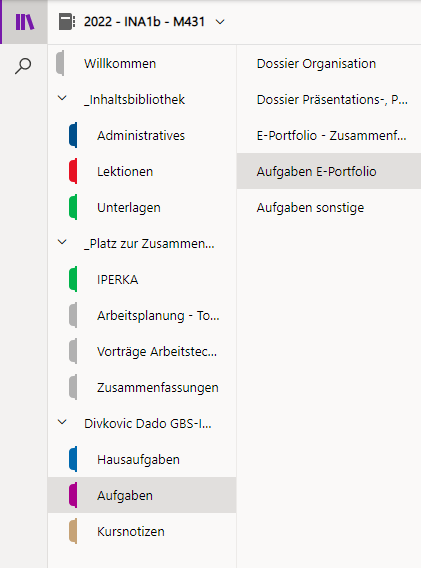 2022 - INA1b - M431
Willkommen
_Inhaltsbibliothek
Administratives
Lektionen
Unterlagen
_Platz zur Zusammen...
IPERKA
Arbeitsplanung - To...
Vorträge Arbeitstec...
Zusammenfassungen
Divkovic Dado GBS-I...
Hausaufgaben
Aufgaben
Kursnotizen
Dossier Organisation
Dossier Präsentations-, P...
E-Portfolio - Zusammenf...
Aufgaben E-Portfolio
Aufgaben sonstige